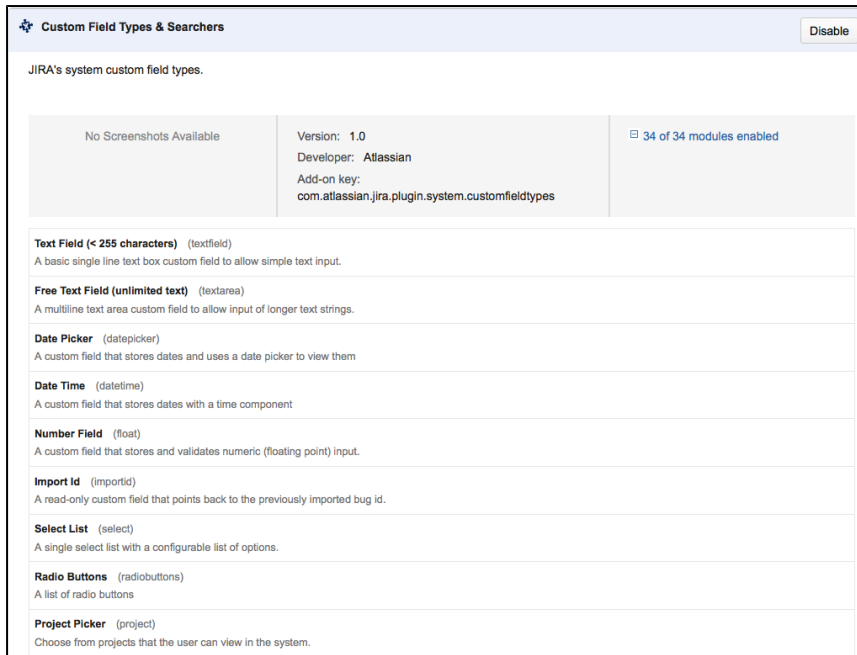 Custom Field Types & Searchers
Disable
JIRA's system custom field types.
No Screenshots Available
Version: 1.0
Developer: Atlassian
Add-on key:
com.atlassian.jira.plugin.system.customfieldtypes
34 of 34 modules enabled
Text Field (< 255 characters) (textfield)
A basic single line text box custom field to allow simple text input.
Free Text Field (unlimited text) (textarea)
A multiline text area custom field to allow input of longer text strings.
Date Picker (datepicker)
A custom field that stores dates and uses a date picker to view them
Date Time (datetime)
A custom field that stores dates with a time component
Number Field (float)
A custom field that stores and validates numeric (floating point) input.
Import Id (importid)
A read-only custom field that points back to the previously imported bug id.
Select List (select)
A single select list with a configurable list of options.
Radio Buttons (radiobuttons)
A list of radio buttons
Project Picker (project)
Choose from projects that the user can view in the system.